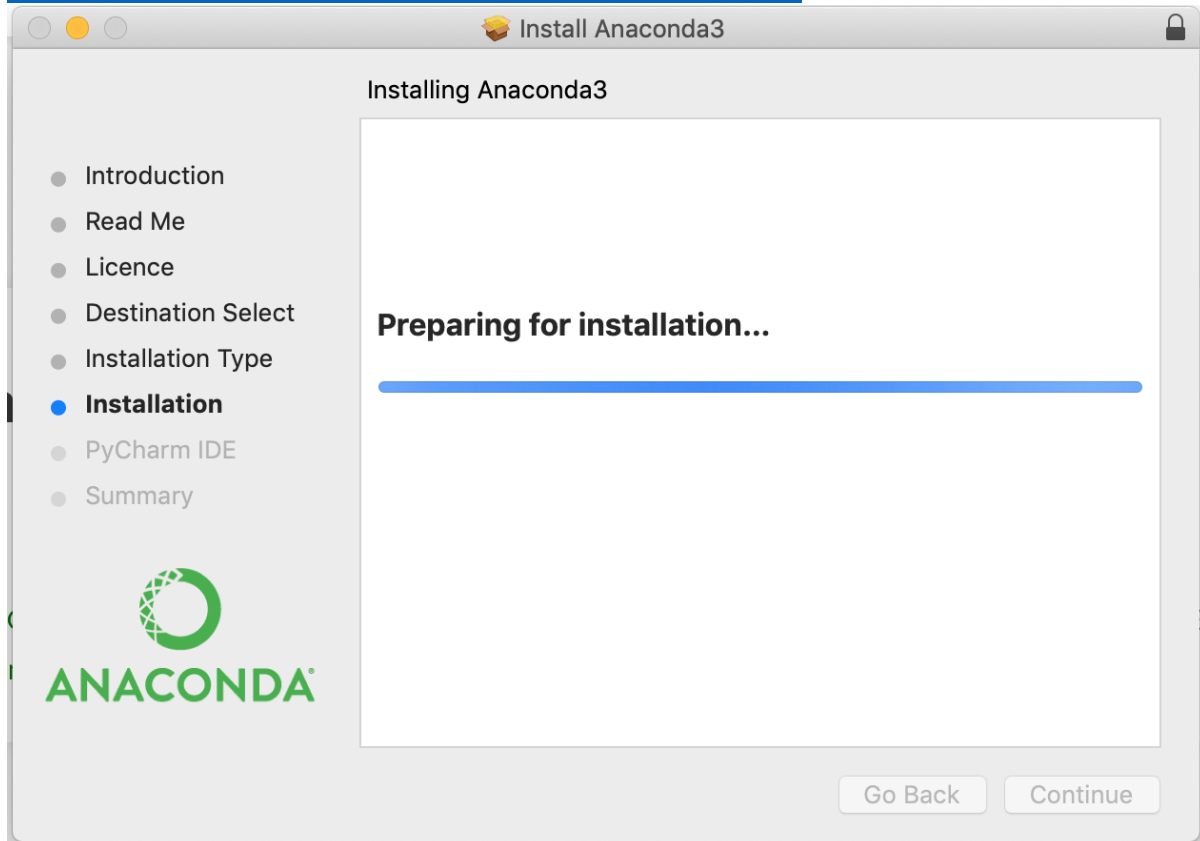 Install Anaconda3
Installing Anaconda3
Introduction
Read Me
Licence
Destination Select
Installation Type
Installation
PyCharm IDE
Summary
Preparing for installation...
ANANCONDA
Go Back
Continue